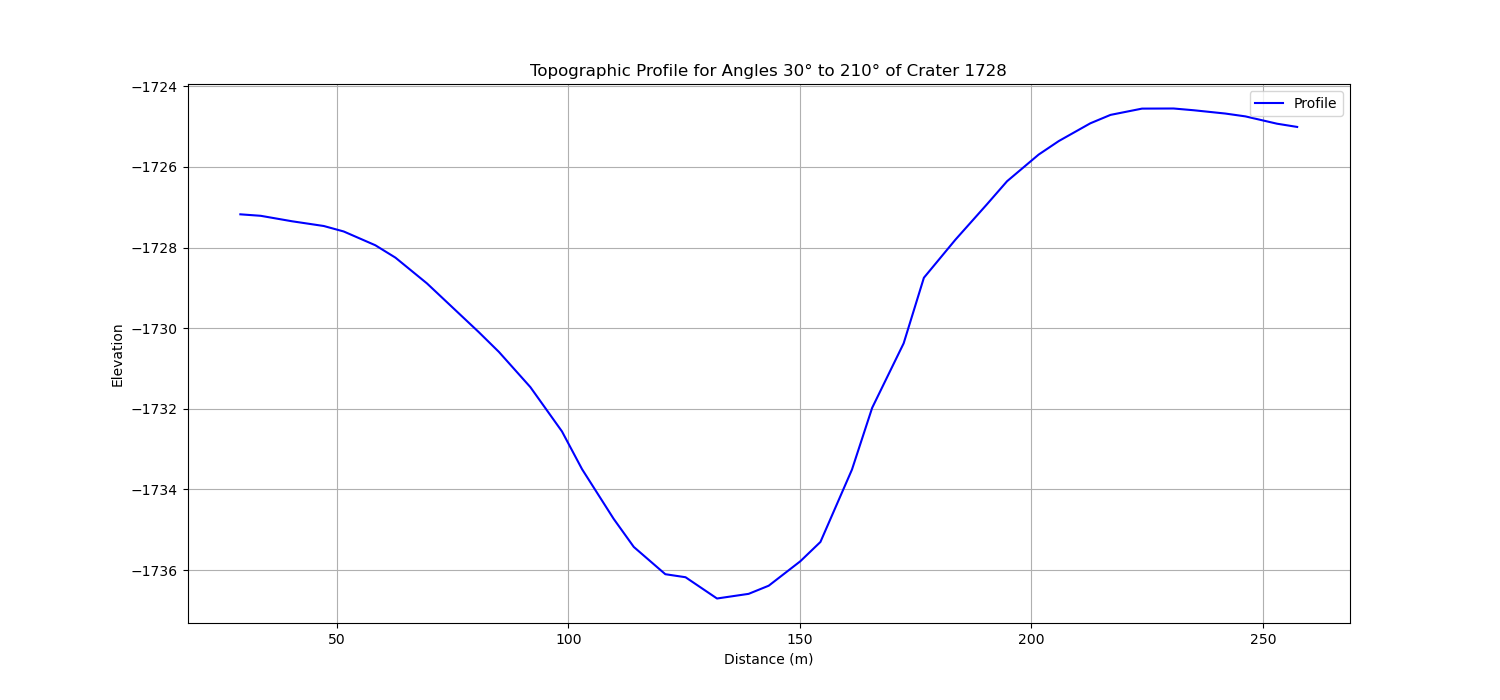 Topographic Profile for Angles 30° to 210° of Crater 1728
Profile
−1724
−1726
−1728
−1730
−1732
−1734
−1736
Elevation
50 100 150 200 250
Distance (m)